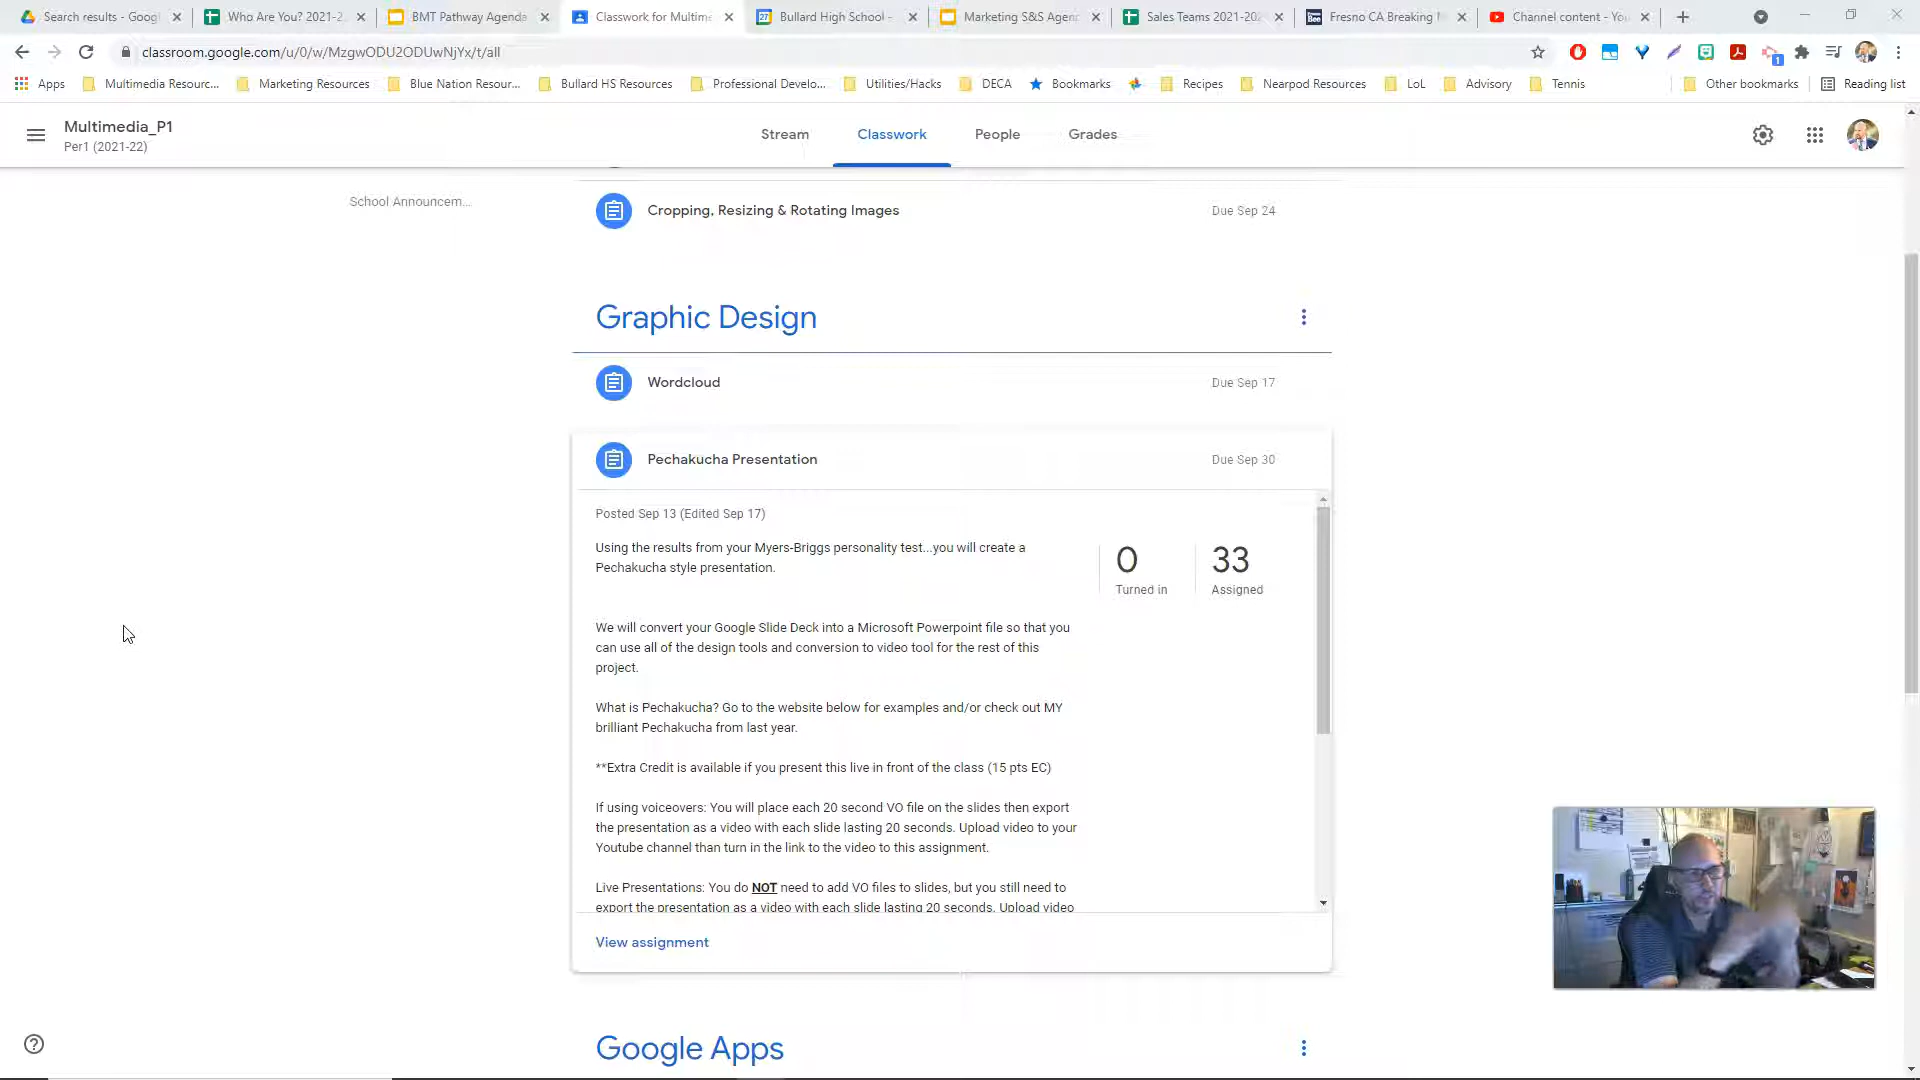 Search results - Googl
Who Are You? 2021-2
BMT Pathway Agenda
Classwork for Multime
Bullard High School -
Marketing S&S Agen
Sales Teams 2021-202
Fresno CA Breaking N
Channel content - You
classroom.google.com/u/0/w/MzgwODU2ODUwNjYx/t/all
Apps
Multimedia Resourc...
Marketing Resources
Blue Nation Resour...
Bullard HS Resources
Professional Develo...
Utilities/Hacks
DECA
Bookmarks
Recipes
Nearpod Resources
LoL
Advisory
Tennis
Other bookmarks
Reading list
Multimedia_P1
Per1 (2021-22)
Stream
Classwork
People
Grades
School Announcem...
Cropping, Resizing & Rotating Images
Due Sep 24
Graphic Design
Wordcloud
Due Sep 17
Pechakucha Presentation
Due Sep 30
Posted Sep 13 (Edited Sep 17)
Using the results from your Myers-Briggs personality test...you will create a
Pechakucha style presentation.
0
Turned in
33
Assigned
We will convert your Google Slide Deck into a Microsoft Powerpoint file so that you
can use all of the design tools and conversion to video tool for the rest of this
project.
What is Pechakucha? Go to the website below for examples and/or check out MY
brilliant Pechakucha from last year.
**Extra Credit is available if you present this live in front of the class (15 pts EC)
If using voiceovers: You will place each 20 second VO file on the slides then export
the presentation as a video with each slide lasting 20 seconds. Upload video to your
Youtube channel than turn in the link to the video to this assignment.
Live Presentations: You do NOT need to add VO files to slides, but you still need to
export the presentation as a video with each slide lasting 20 seconds. Upload video
View assignment
Google Apps